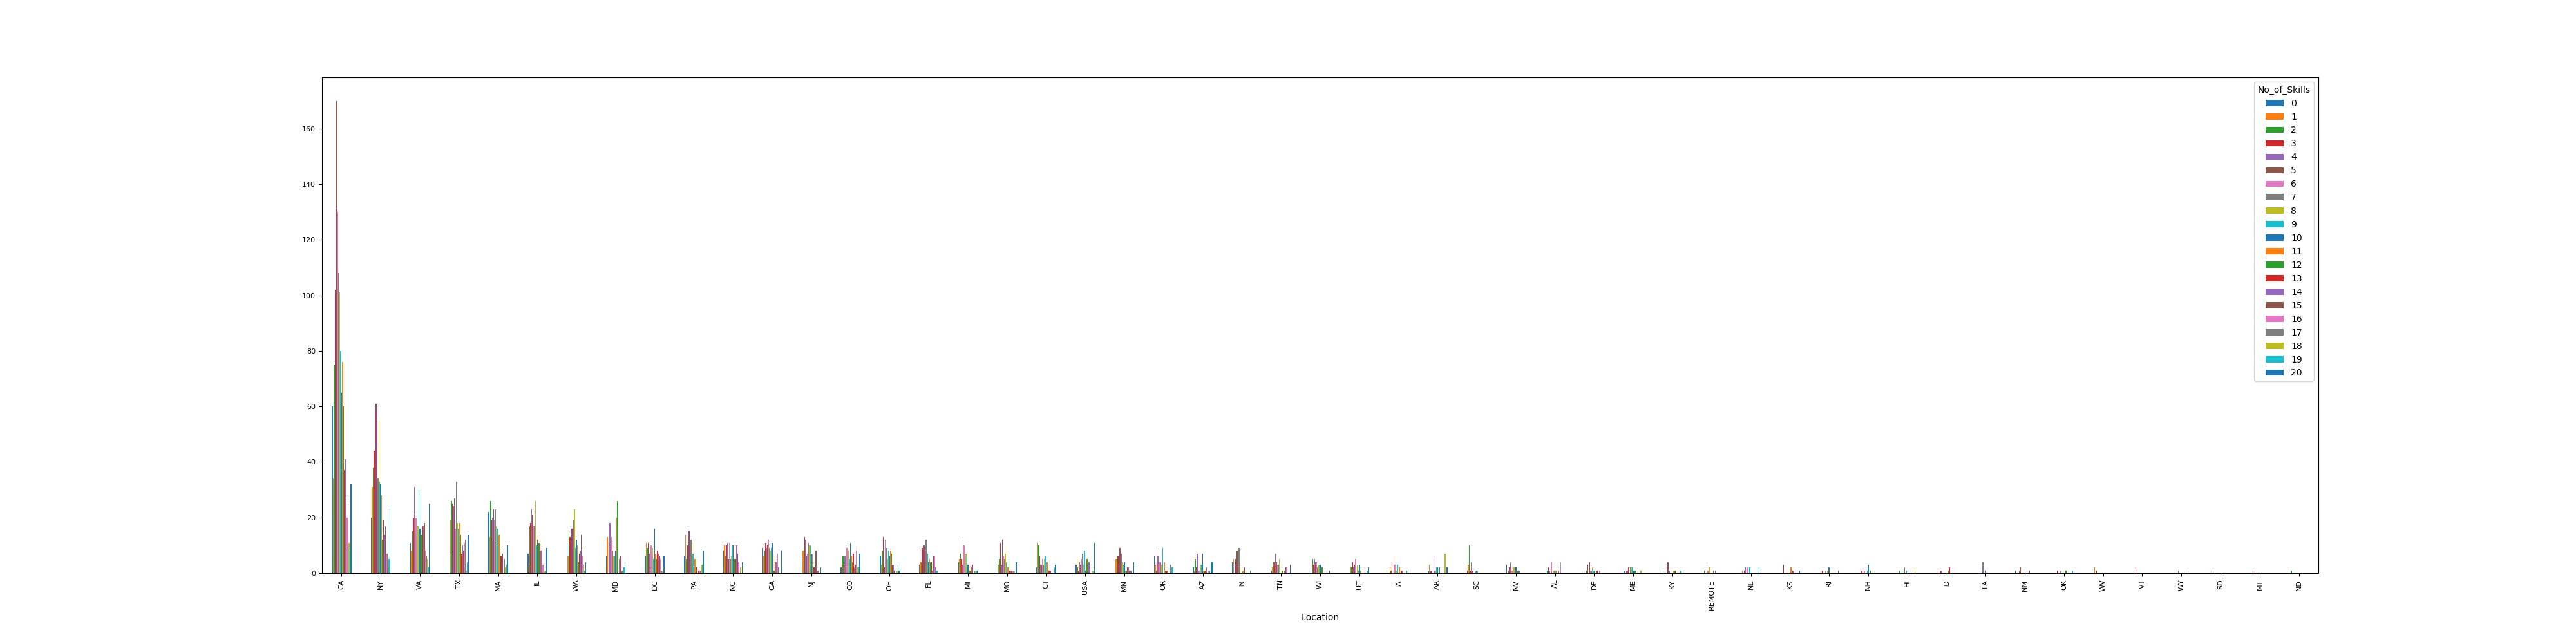 160
140
120
100
80
60
40
20
0
No_of_Skills
0
1
2
3
4
5
6
7
8
9
10
11
12
13
14
15
16
17
18
19
20
CA
NY
VA
TX
MA
IL
WA
MD
DC
PA
NC
GA
NJ
CO
OH
FL
MI
MO
CT
USA
MN
OR
AZ
IN
TN
WI
UT
IA
AR
SC
NV
AL
DE
ME
KY
REMOTE
NE
KS
RI
NH
HI
ID
LA
NM
OK
WV
VT
WY
SD
MT
ND
Location